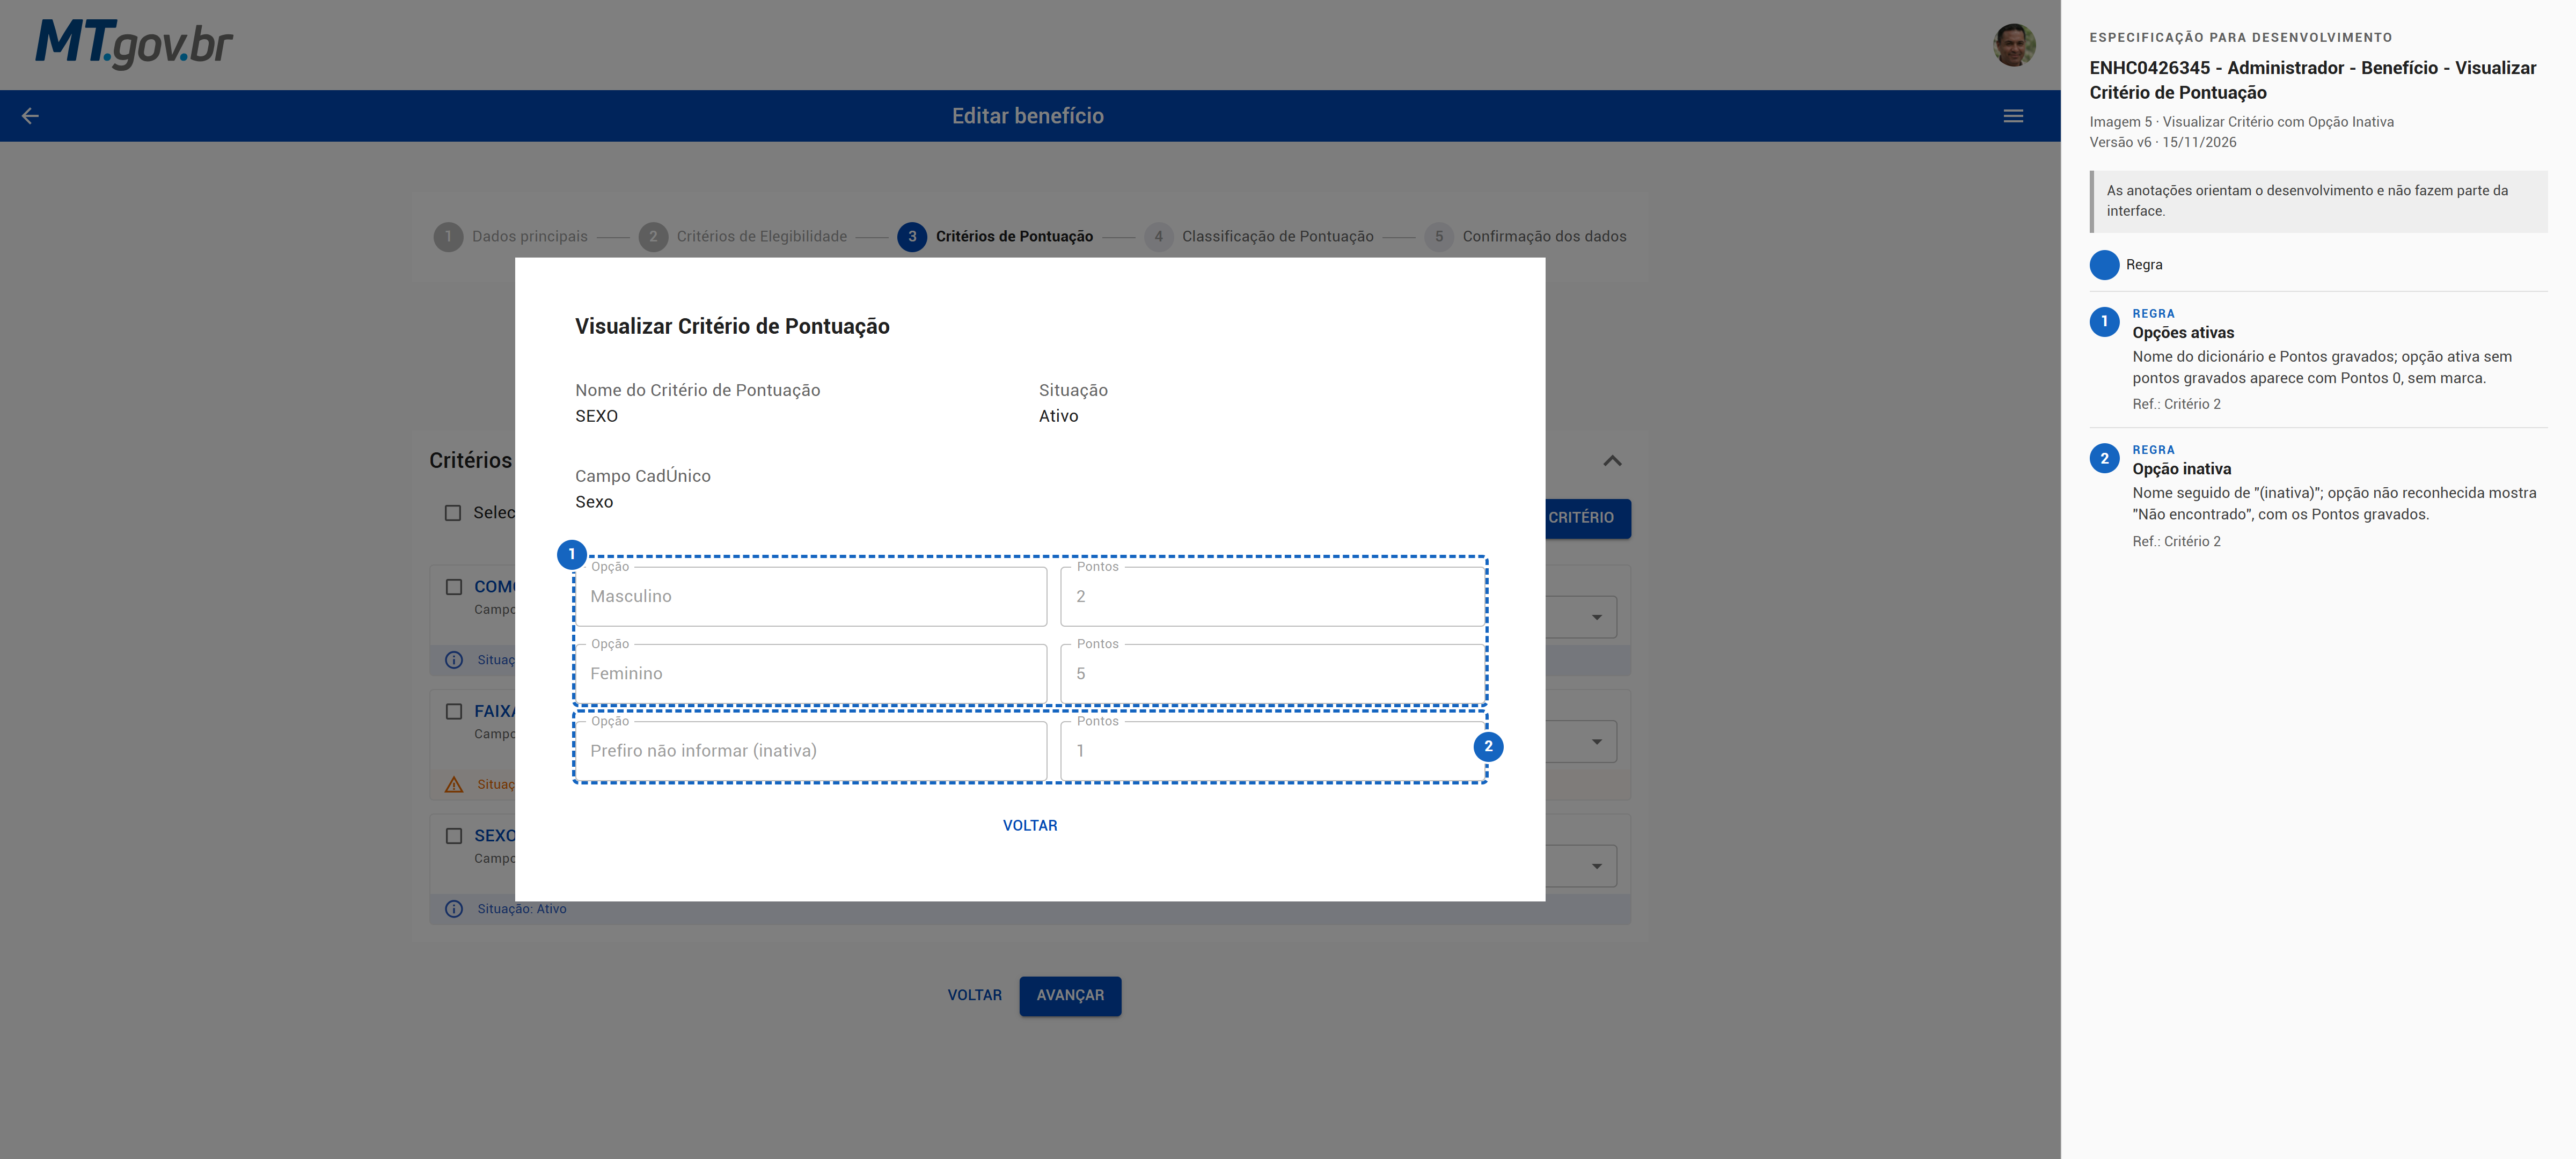 MT.gov.br
Editar benefício
1 Dados principais 2 Critérios de Elegibilidade 3 Critérios de Pontuação 4 Classificação de Pontuação 5 Confirmação dos dados
Visualizar Critério de Pontuação
Nome do Critério de Pontuação Situação
SEXO Ativo
Campo CadÚnico
Sexo
1
Opção Pontos
Masculino 2
Opção Pontos
Feminino 5
Opção Pontos
Prefiro não informar (inativa) 1
2
VOLTAR
Critérios
CRITÉRIO
Campo
Campo
SEXO
Campo
Situação: Ativo
VOLTAR AVANÇAR
ESPECIFICAÇÃO PARA DESENVOLVIMENTO
ENHC0426345 - Administrador - Benefício - Visualizar
Critério de Pontuação
Imagem 5 · Visualizar Critério com Opção Inativa
Versão v6 · 15/11/2026
As anotações orientam o desenvolvimento e não fazem parte da
interface.
Regra
1 REGRA
Opções ativas
Nome do dicionário e Pontos gravados; opção ativa sem
pontos gravados aparece com Pontos 0, sem marca.
Ref.: Critério 2
2 REGRA
Opção inativa
Nome seguido de "(inativa)"; opção não reconhecida mostra
"Não encontrado", com os Pontos gravados.
Ref.: Critério 2